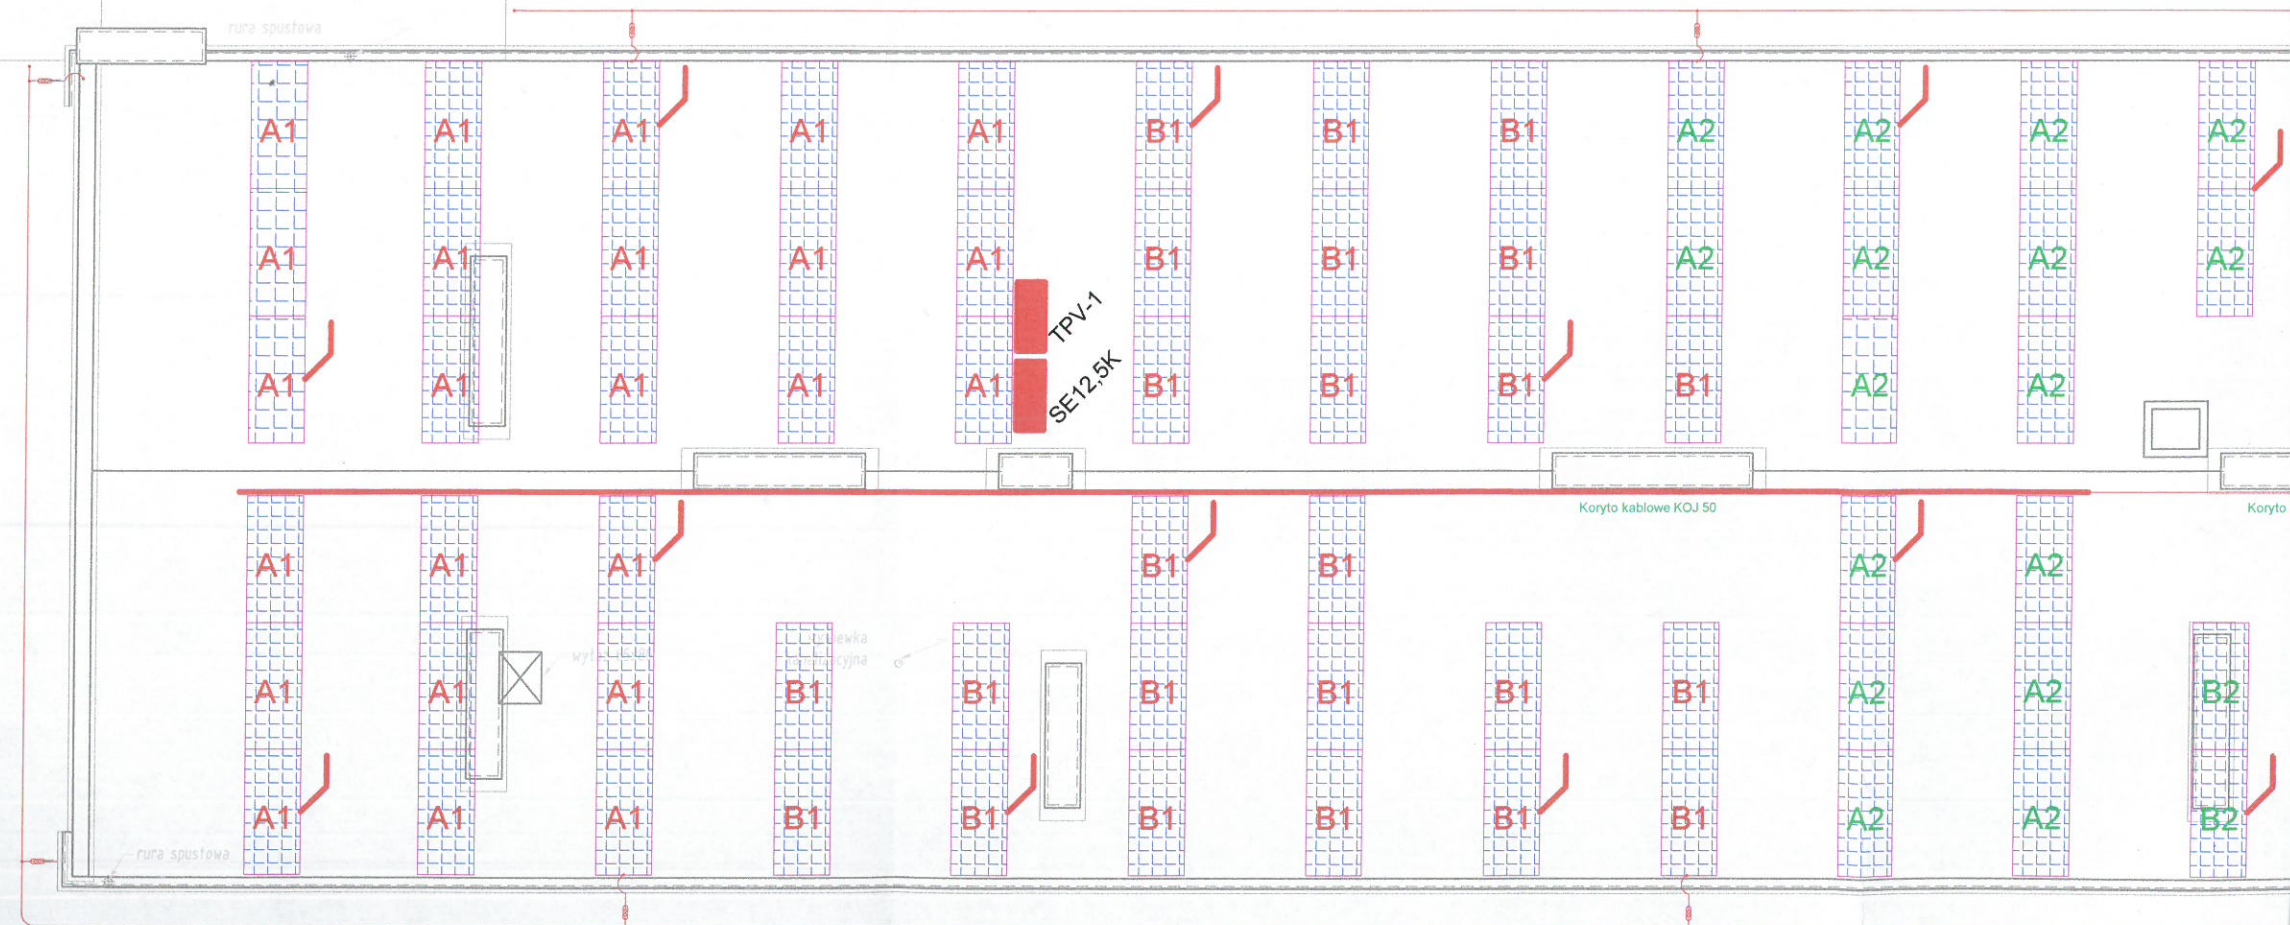 rura spustowa
A1 A1 A1 A1 A1 B1 B1 B1 A2 A2 A2 A2
A1 A1 A1 A1 A1 B1 B1 B1 A2 A2 A2 A2
TPV-1
A1 A1 A1 A1 A1 B1 B1 B1 B1 A2 A2
SE12,5K
Koryto kablowe KOJ 50
Koryto
A1 A1 A1 B1 B1 A2 A2
A1 A1 A1 B1 B1 B1 B1 B1 B1 A2 A2 B2
A1 A1 A1 B1 B1 B1 B1 B1 B1 A2 A2 B2
rura spustowa